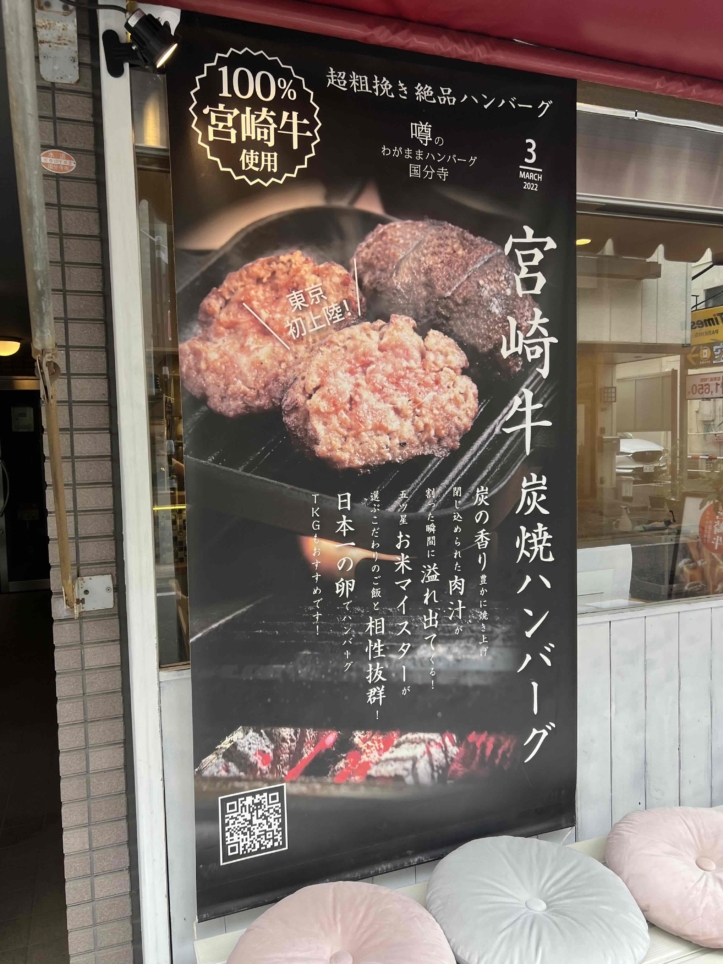 100%
宮崎牛
使用
超粗挽き絶品ハンバーグ
噂の
わがままハンバーグ
国分寺
3
MARCH
2022
宮崎牛 炭焼ハンバーグ
東京
初上陸!
炭の香り豊かに焼き上げ
閉じ込められた肉汁が
割った瞬間に溢れ出てくる!
五ツ星お米マイスターが
選ぶこだわりのご飯と相性抜群!
日本一の卵でハンバーグ
TKGもおすすめです!
Times
1,650